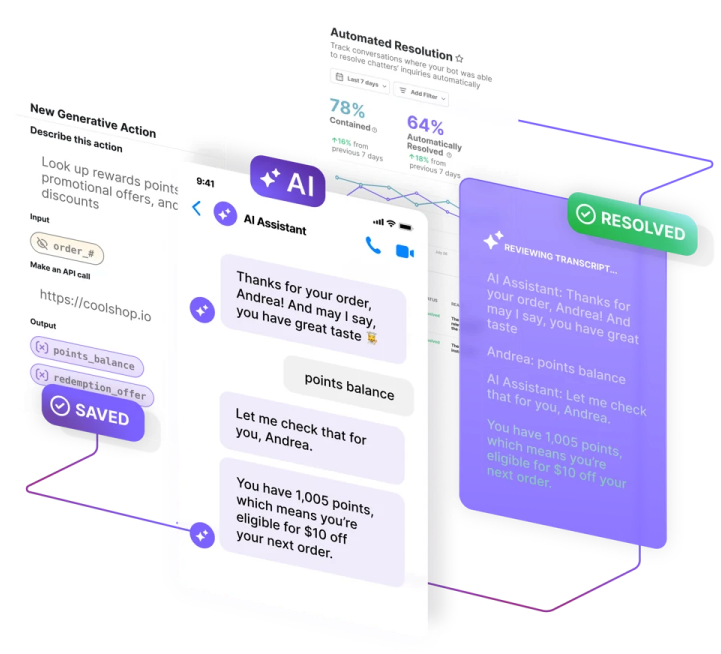 Automated Resolution
Track conversations where your bot was able
to resolve chatters' inquiries automatically
Last 7 days
Add Filter
78%
Contained
↑16% from
previous 7 days
64%
Automatically
Resolved
↑18% from
previous 7 days
New Generative Action
Describe this action
Look up rewards points
promotional offers, and
discounts
Input
order_#
Make an API call
https://coolshop.io
Output
points_balance
redemption_offer
SAVED
AI
9:41
AI Assistant
Thanks for your order,
Andrea! And may I say,
you have great taste
points balance
Let me check that for
you, Andrea.
You have 1,005 points,
which means you're
eligible for $10 off
your next order.
RESOLVED
REVIEWING TRANSCRIPT...
AI Assistant: Thanks for
your order, Andrea! And
may I say, you have great
taste
Andrea: points balance
AI Assistant: Let me check
that for you, Andrea.
You have 1,005 points,
which means you're
eligible for $10 off your
next order.